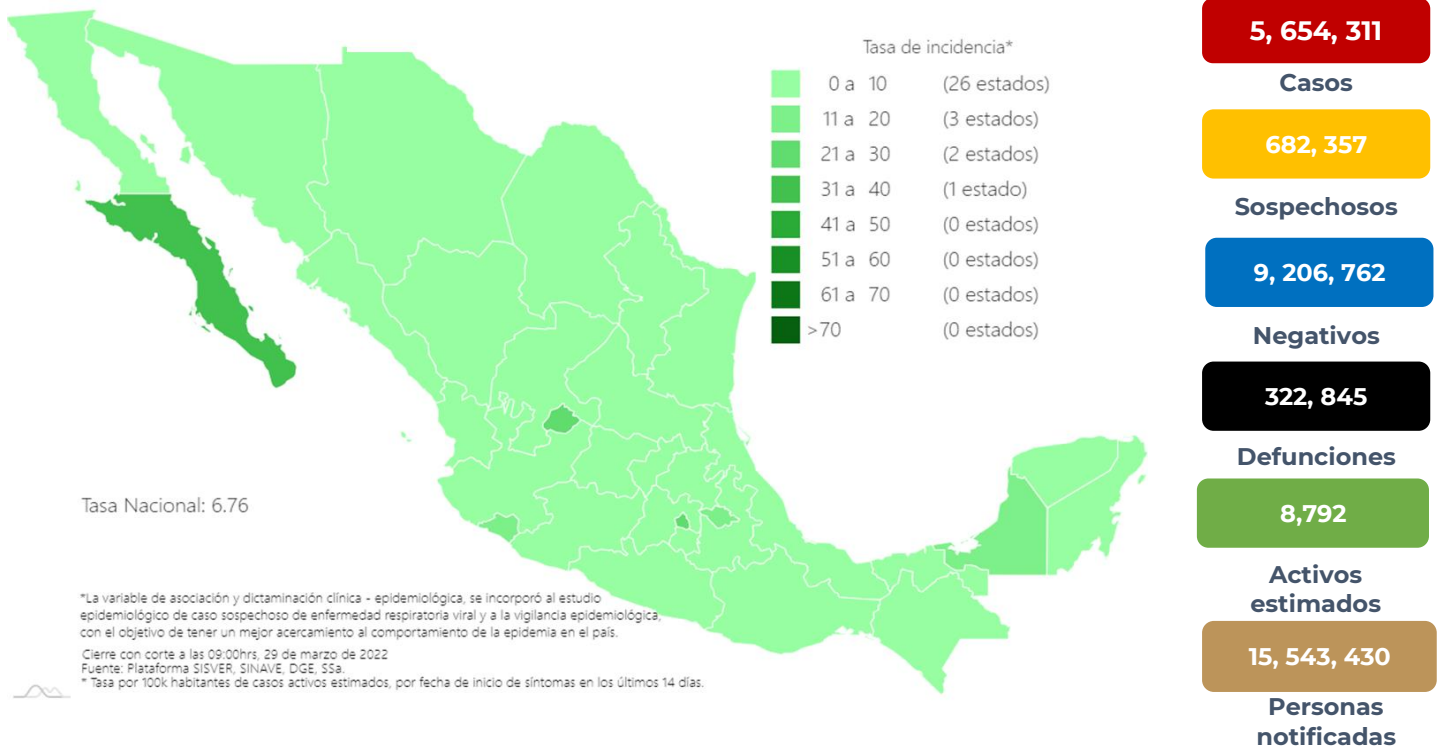 Tasa de incidencia*
0 a 10 (26 estados)
11 a 20 (3 estados)
21 a 30 (2 estados)
31 a 40 (1 estado)
41 a 50 (0 estados)
51 a 60 (0 estados)
61 a 70 (0 estados)
>70 (0 estados)
Tasa Nacional: 6.76
*La variable de asociación y dictaminación clínica - epidemiológica, se incorporó al estudio
epidemiológico de caso sospechoso de enfermedad respiratoria viral y a la vigilancia epidemiológica,
con el objetivo de tener un mejor acercamiento al comportamiento de la epidemia en el país.
Cierre con corte a las 09:00hrs, 29 de marzo de 2022
Fuente: Plataforma SISVER, SINAVE, DGE, SSa.
* Tasa por 100k habitantes de casos activos estimados, por fecha de inicio de síntomas en los últimos 14 días.
5, 654, 311
Casos
682, 357
Sospechosos
9, 206, 762
Negativos
322, 845
Defunciones
8,792
Activos
estimados
15, 543, 430
Personas
notificadas